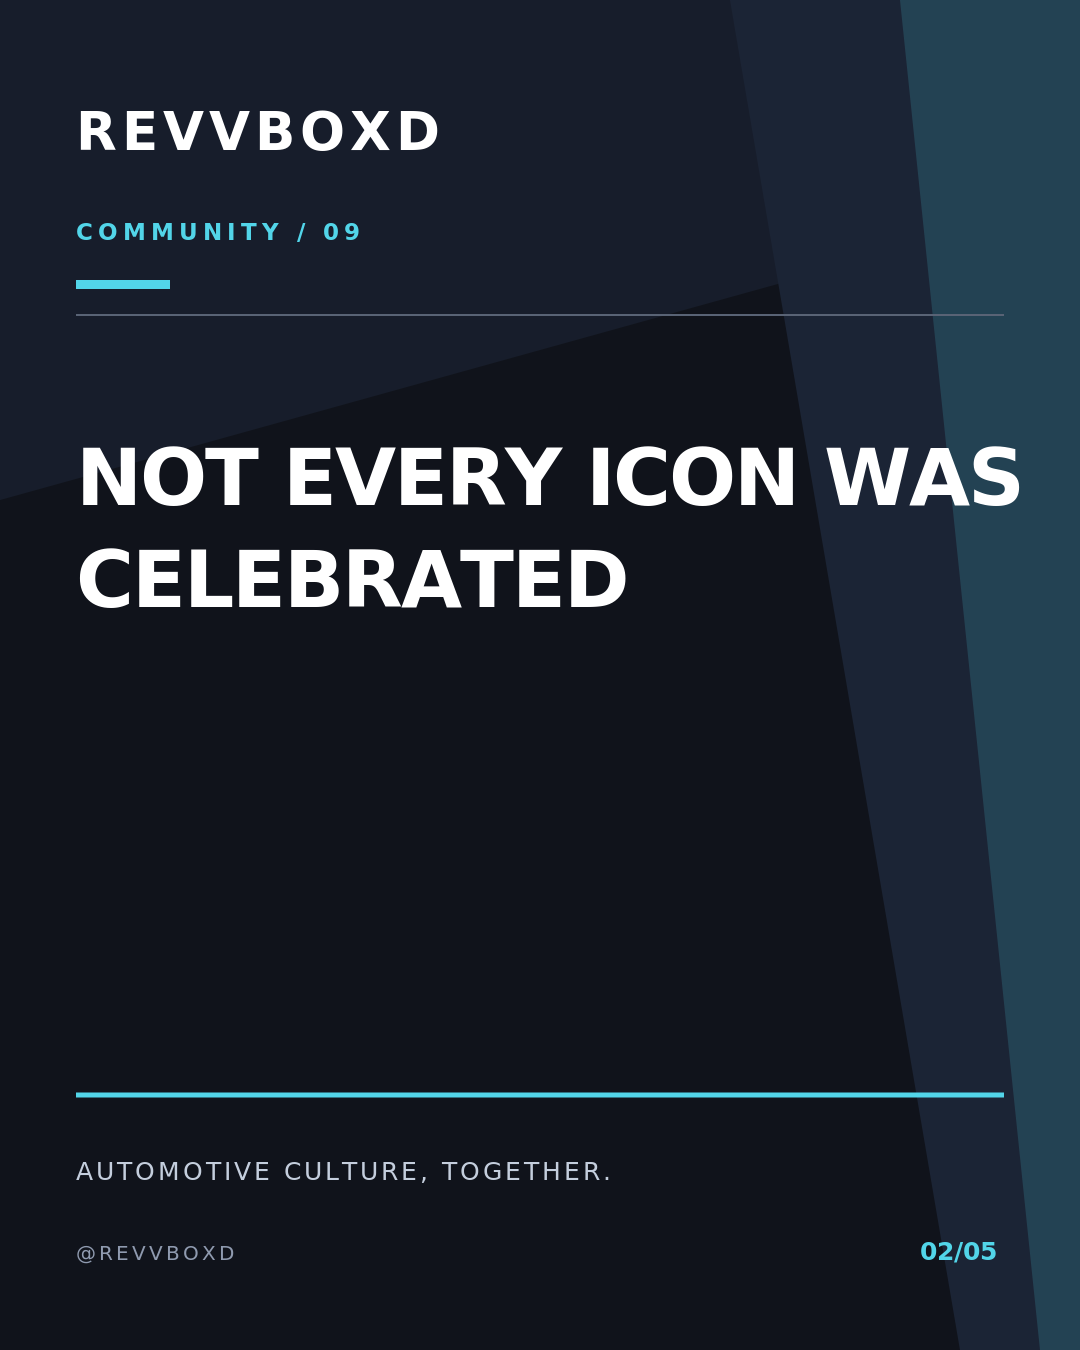 REVVBOXD
COMMUNITY / 09
NOT EVERY ICON WAS
CELEBRATED
AUTOMOTIVE CULTURE, TOGETHER.
@REVVBOXD
02/05